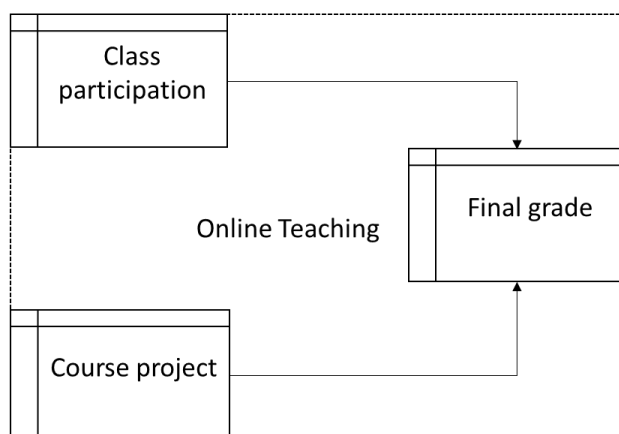 Class
participation
Final grade
Online Teaching
Course project